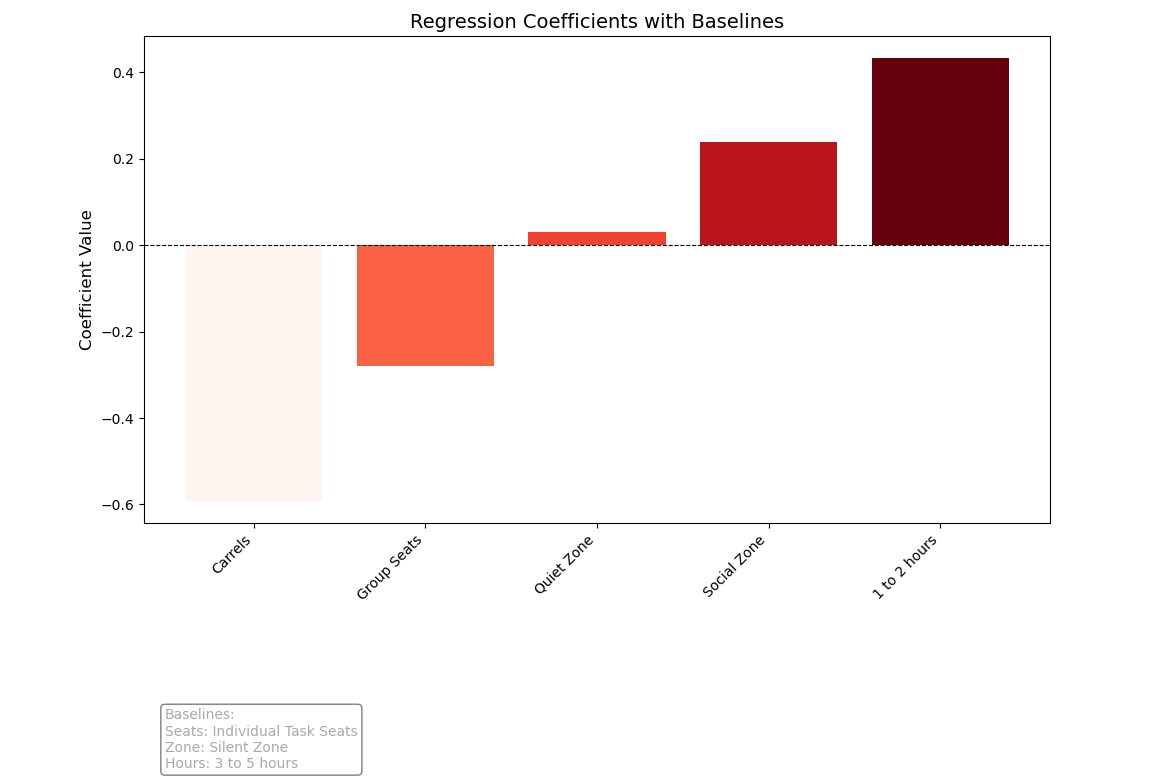 Regression Coefficients with Baselines
Coefficient Value
0.4
0.2
0.0
−0.2
−0.4
−0.6
Carrels
Group Seats
Quiet Zone
Social Zone
1 to 2 hours
Baselines:
Seats: Individual Task Seats
Zone: Silent Zone
Hours: 3 to 5 hours